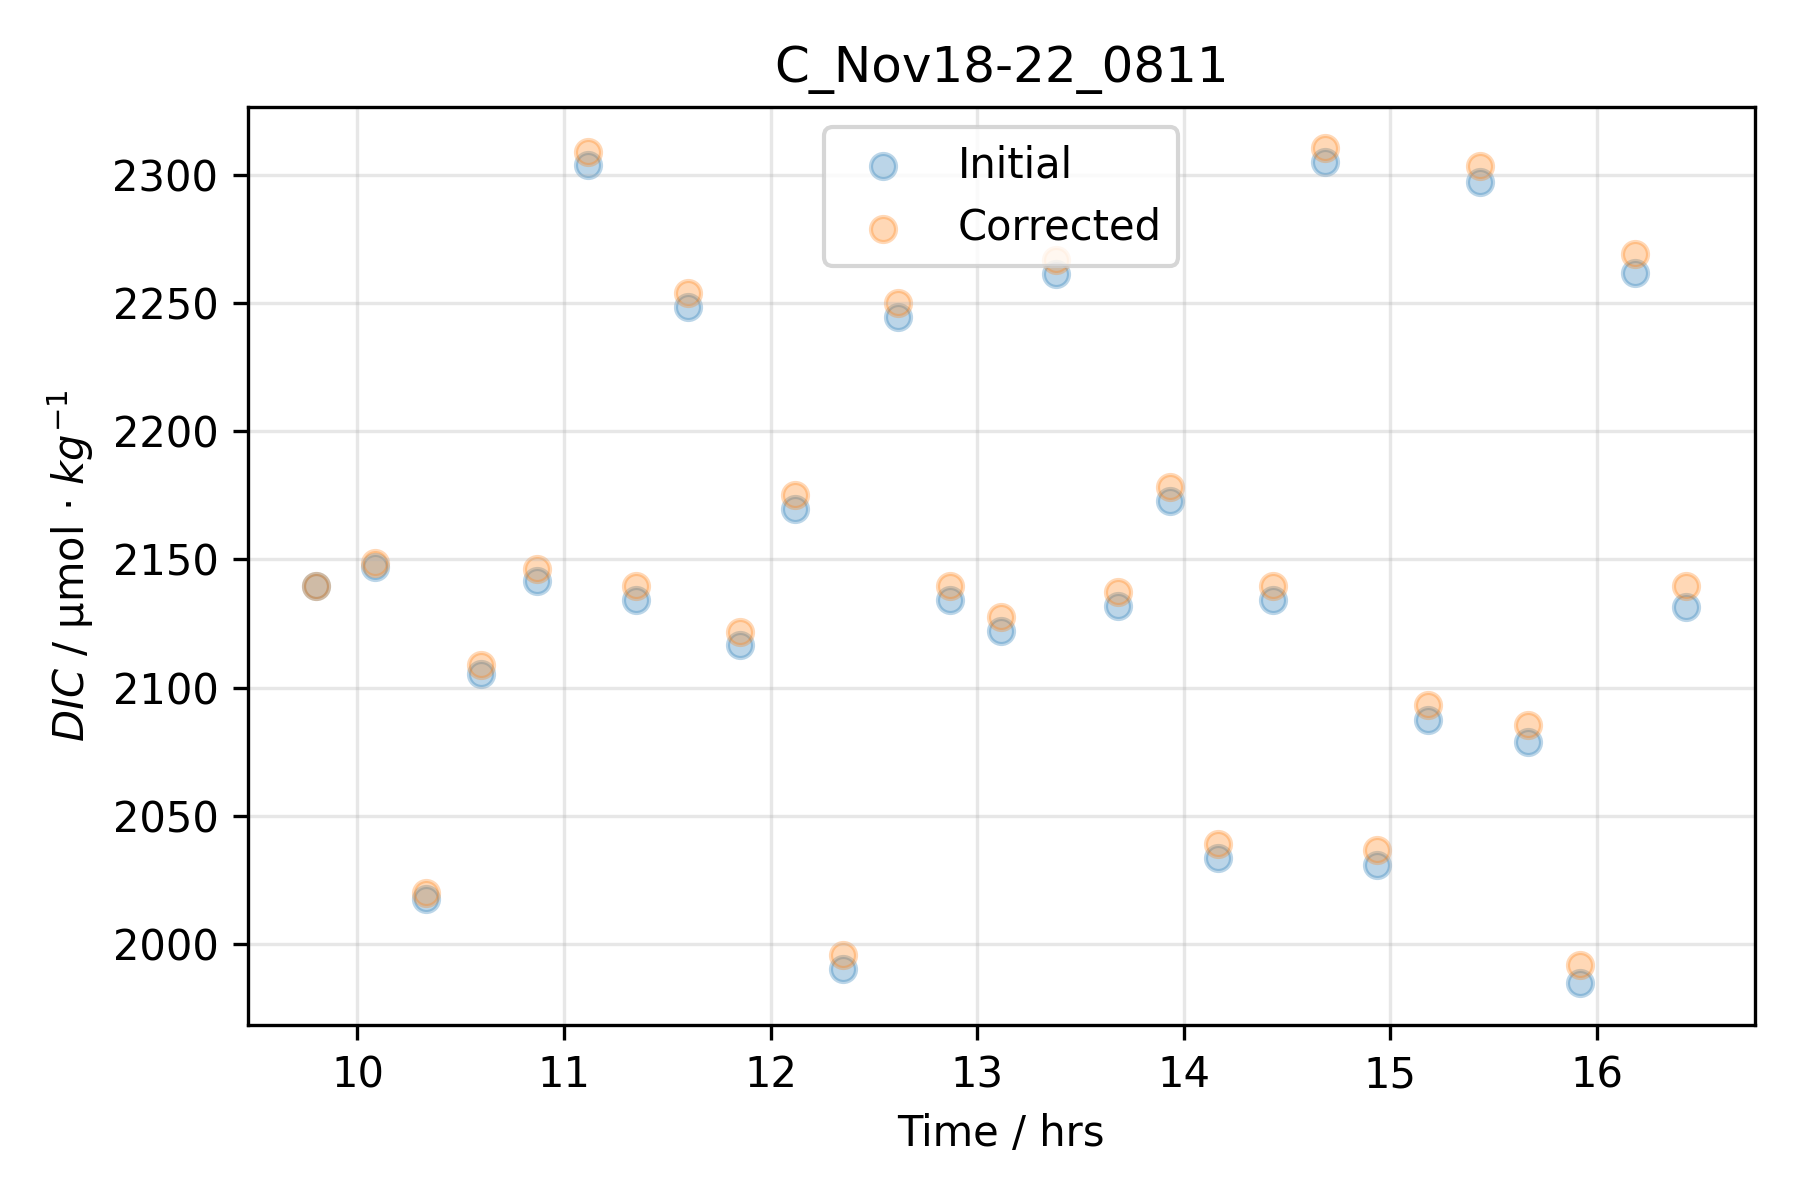 C_Nov18-22_0811
Initial
Corrected
2300
2250
2200
2150
2100
2050
2000
DIC / µmol · kg⁻¹
10 11 12 13 14 15 16
Time / hrs